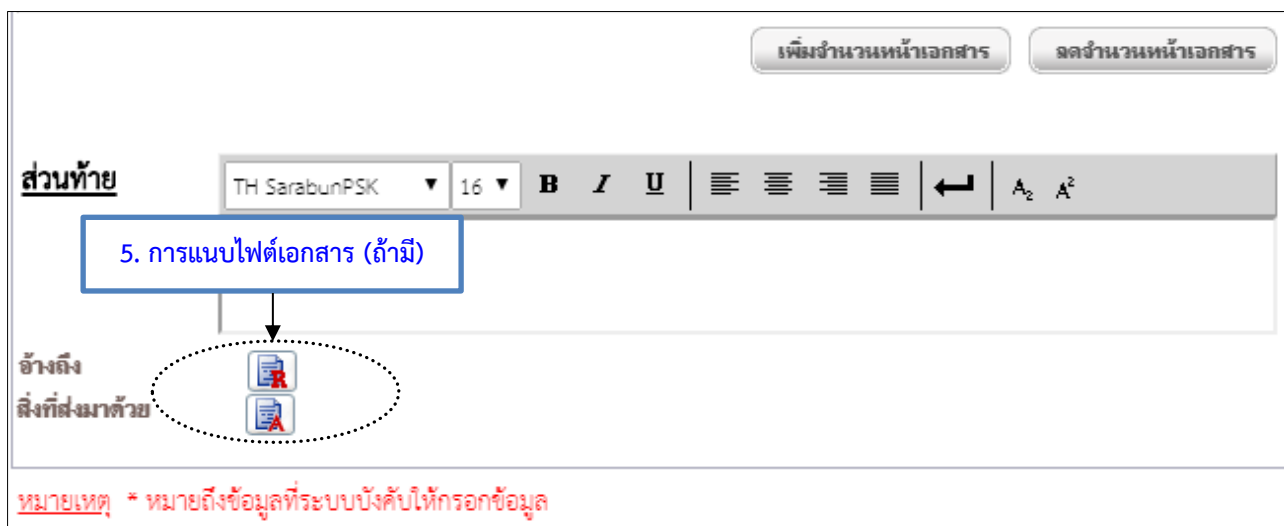 เพิ่มจำนวนหน้าเอกสาร ลดจำนวนหน้าเอกสาร
ส่วนท้าย TH SarabunPSK 16 B I U A2 A2
5. การแนบไฟต์เอกสาร (ถ้ามี)
อ้างถึง R
สิ่งที่ส่งมาด้วย A
หมายเหตุ * หมายถึงข้อมูลที่ระบบบังคับให้กรอกข้อมูล